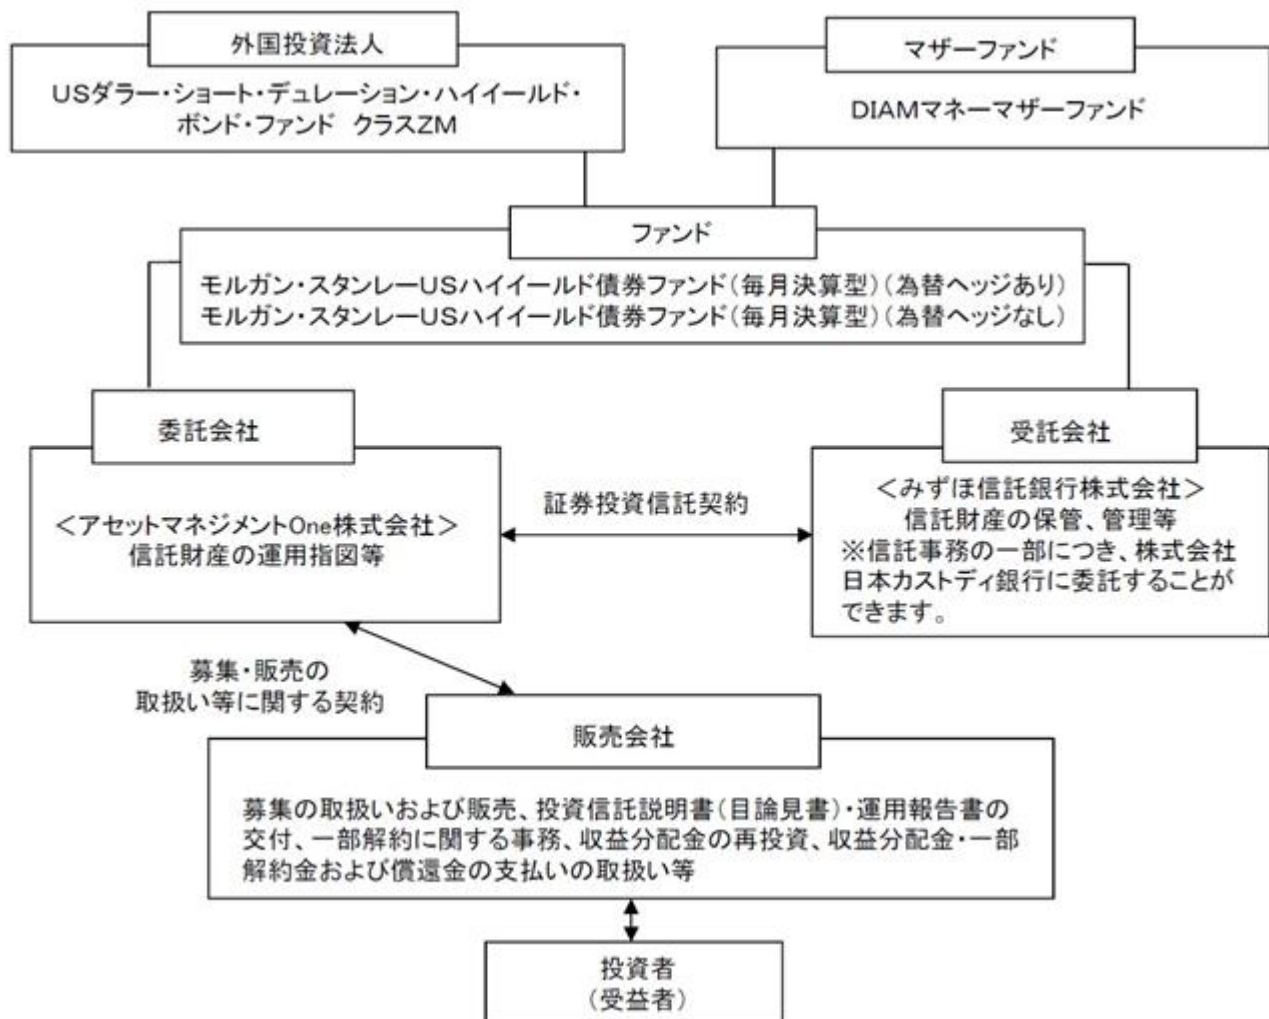 外国投資法人
USダラー・ショート・デュレーション・ハイイールド・
ボンド・ファンド クラスZM
マザーファンド
DIAMマネーマザーファンド
ファンド
モルガン・スタンレーUSハイイールド債券ファンド(毎月決算型)(為替ヘッジあり)
モルガン・スタンレーUSハイイールド債券ファンド(毎月決算型)(為替ヘッジなし)
委託会社
<アセットマネジメントOne株式会社>
信託財産の運用指図等
証券投資信託契約
受託会社
<みずほ信託銀行株式会社>
信託財産の保管、管理等
※信託事務の一部につき、株式会社
日本カストディ銀行に委託することが
できます。
募集・販売の
取扱い等に関する契約
販売会社
募集の取扱いおよび販売、投資信託説明書(目論見書)・運用報告書の
交付、一部解約に関する事務、収益分配金の再投資、収益分配金・一部
解約金および償還金の支払いの取扱い等
投資者
(受益者)